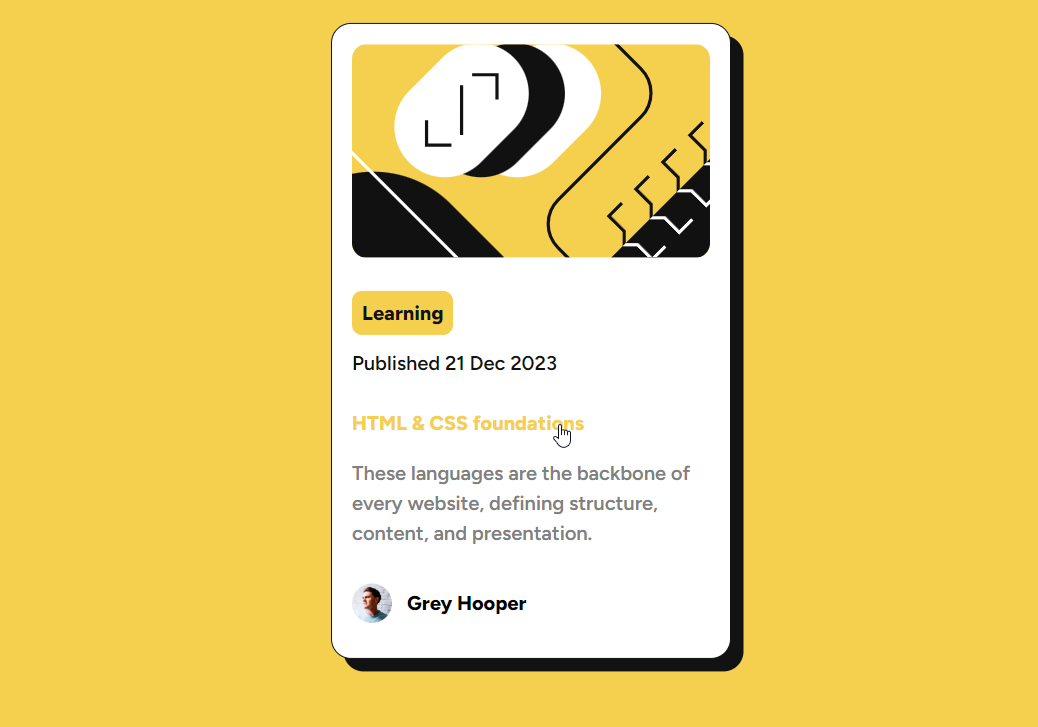 Learning
Published 21 Dec 2023
HTML & CSS foundations
These languages are the backbone of
every website, defining structure,
content, and presentation.
Grey Hooper